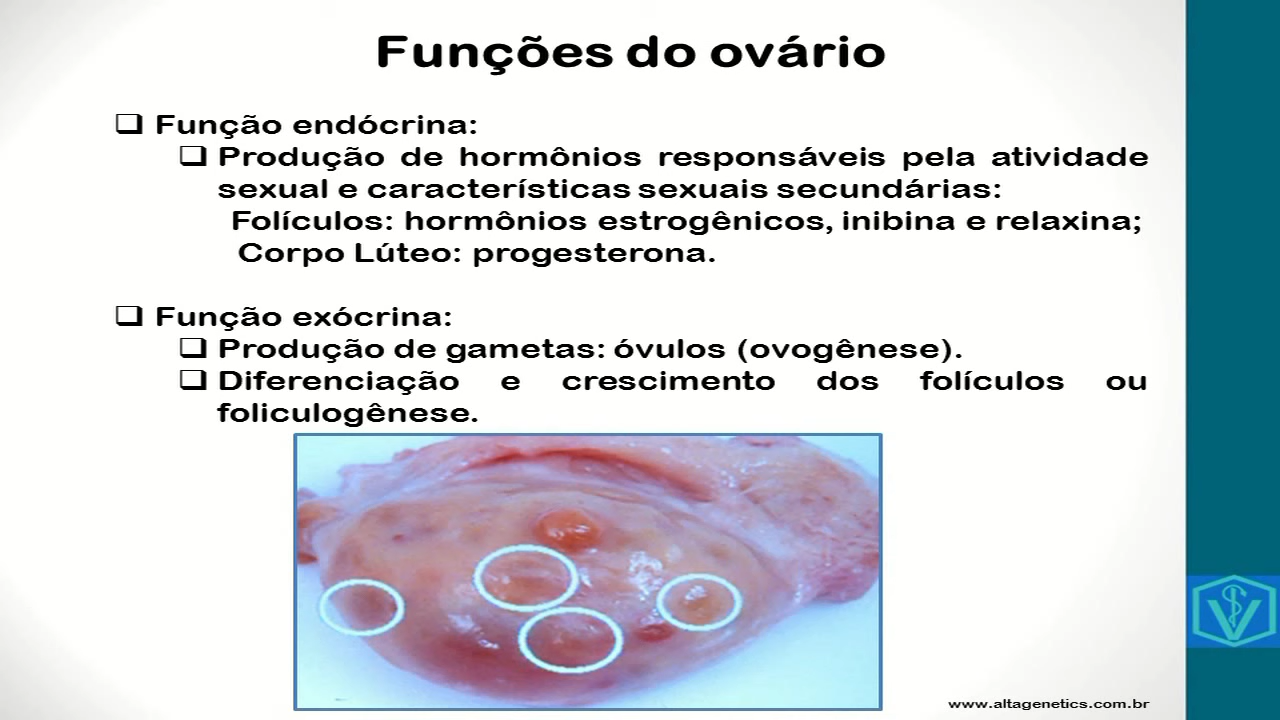 Funções do ovário
Função endócrina:
Produção de hormônios responsáveis pela atividade
sexual e características sexuais secundárias:
Folículos: hormônios estrogênicos, inibina e relaxina;
Corpo Lúteo: progesterona.
Função exócrina:
Produção de gametas: óvulos (ovogênese).
Diferenciação e crescimento dos folículos ou
foliculogênese.
www.altagenetics.com.br